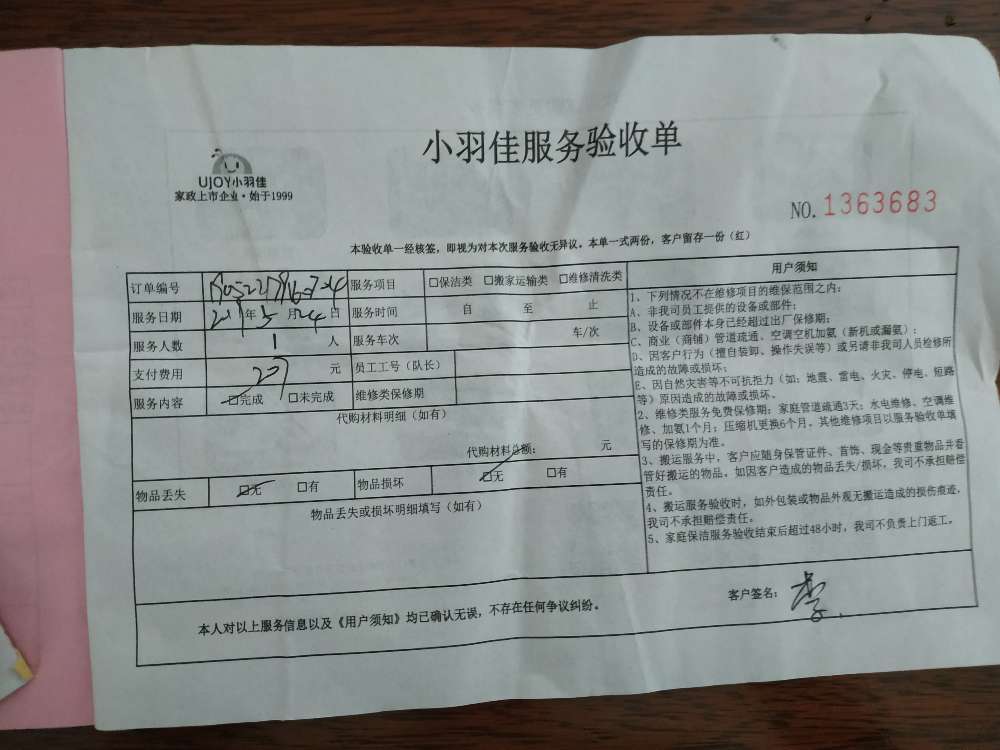 小羽佳服务验收单
UJOY小羽佳
家政上市企业·始于1999
NO. 1363683
本验收单一经核签，即视为对本次服务验收无异议。本单一式两份，客户留存一份（红）
订单编号 服务项目 □保洁类 □搬家运输类 □维修清洗类
服务日期 年5月24日 服务时间 自 至 止
服务人数 1 人 服务车次 车/次
支付费用 元 员工工号（队长）
服务内容 □完成 □未完成 维修类保修期
代购材料明细（如有）
代购材料总额： 元
物品丢失 □无 □有 物品损坏 □无 □有
物品丢失或损坏明细填写（如有）
用户须知
1、下列情况不在维修项目的维保范围之内：
A、非我司员工提供的设备或部件；
B、设备或部件本身已经超过出厂保修期；
C、商业（商铺）管道疏通、空调空机加氨（新机或漏氨）；
D、因客户行为（擅自装卸、操作失误等）或另请非我司人员检修所
造成的故障或损坏；
E、因自然灾害等不可抗拒力（如：地震、雷电、火灾、停电、短路
等）原因造成的故障或损坏。
2、维修类服务免费保修期：家庭管道疏通3天；水电维修、空调维
修、加氨1个月；压缩机更换6个月。其他维修项目以服务验收单填
写的保修期为准。
3、搬运服务中，客户应随身保管证件、首饰、现金等贵重物品并看
管好搬运的物品。如因客户造成的物品丢失/损坏，我司不承担赔偿
责任。
4、搬运服务验收时，如外包装或物品外观无搬运造成的损伤痕迹，
我司不承担赔偿责任。
5、家庭保洁服务验收结束后超过48小时，我司不负责上门返工。
本人对以上服务信息以及《用户须知》均已确认无误，不存在任何争议纠纷。
客户签名：